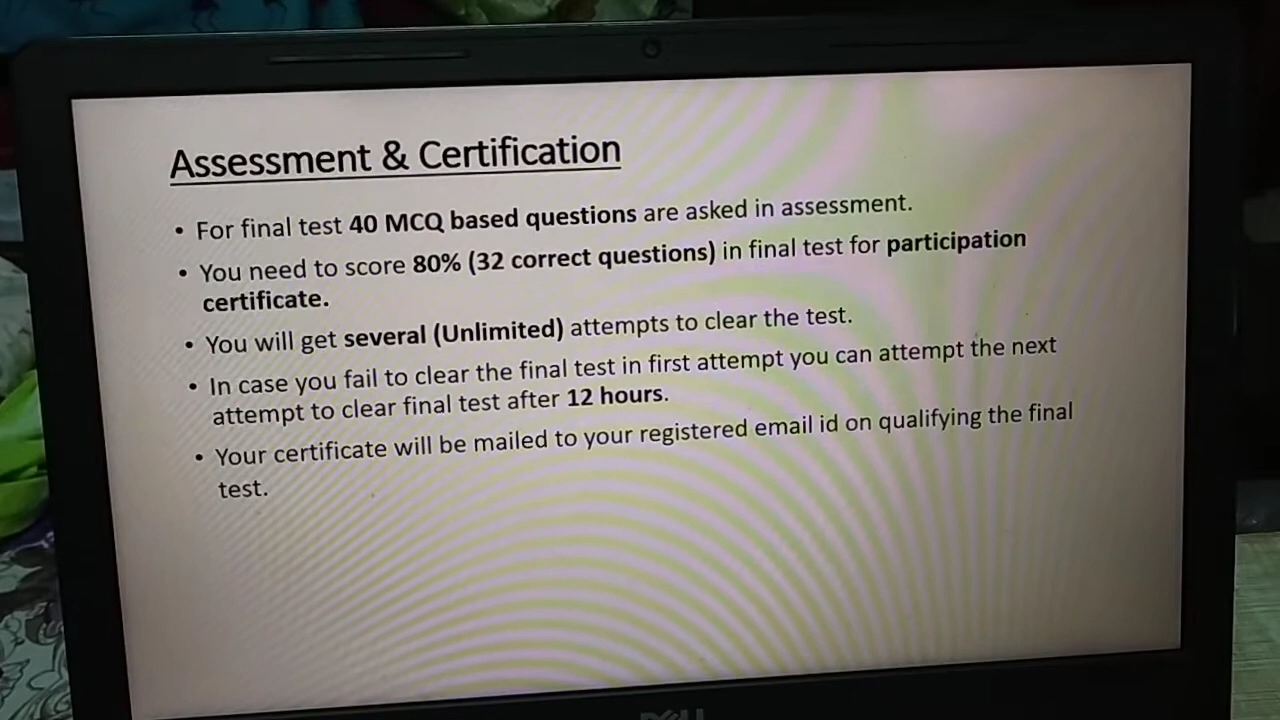 Assessment & Certification
• For final test 40 MCQ based questions are asked in assessment.
• You need to score 80% (32 correct questions) in final test for participation
certificate.
• You will get several (Unlimited) attempts to clear the test.
• In case you fail to clear the final test in first attempt you can attempt the next
attempt to clear final test after 12 hours.
• Your certificate will be mailed to your registered email id on qualifying the final
test.
DELL